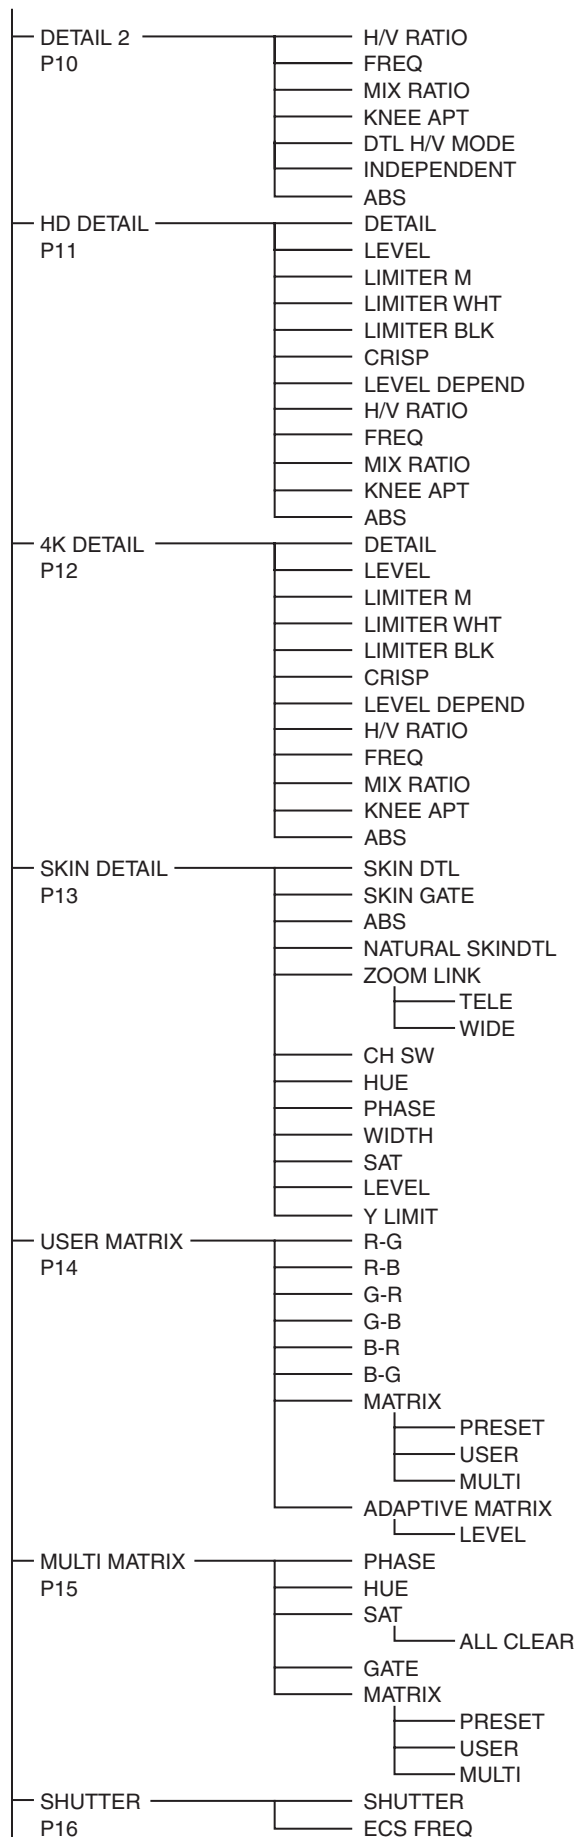 DETAIL 2 H/V RATIO
P10 FREQ
MIX RATIO
KNEE APT
DTL H/V MODE
INDEPENDENT
ABS
HD DETAIL DETAIL
P11 LEVEL
LIMITER M
LIMITER WHT
LIMITER BLK
CRISP
LEVEL DEPEND
H/V RATIO
FREQ
MIX RATIO
KNEE APT
ABS
4K DETAIL DETAIL
P12 LEVEL
LIMITER M
LIMITER WHT
LIMITER BLK
CRISP
LEVEL DEPEND
H/V RATIO
FREQ
MIX RATIO
KNEE APT
ABS
SKIN DETAIL SKIN DTL
P13 SKIN GATE
ABS
NATURAL SKINDTL
ZOOM LINK
TELE
WIDE
CH SW
HUE
PHASE
WIDTH
SAT
LEVEL
Y LIMIT
USER MATRIX R-G
P14 R-B
G-R
G-B
B-R
B-G
MATRIX
PRESET
USER
MULTI
ADAPTIVE MATRIX
LEVEL
MULTI MATRIX PHASE
P15 HUE
SAT
ALL CLEAR
GATE
MATRIX
PRESET
USER
MULTI
SHUTTER SHUTTER
P16 ECS FREQ